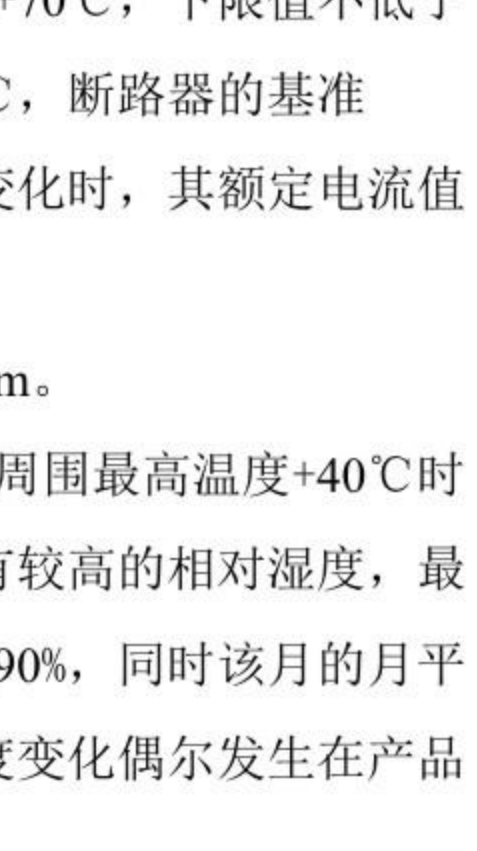 +70℃，下限值不低于
℃，断路器的基准
变化时，其额定电流值
m。
周围最高温度+40℃时
有较高的相对湿度，最
90%，同时该月的月平
度变化偶尔发生在产品